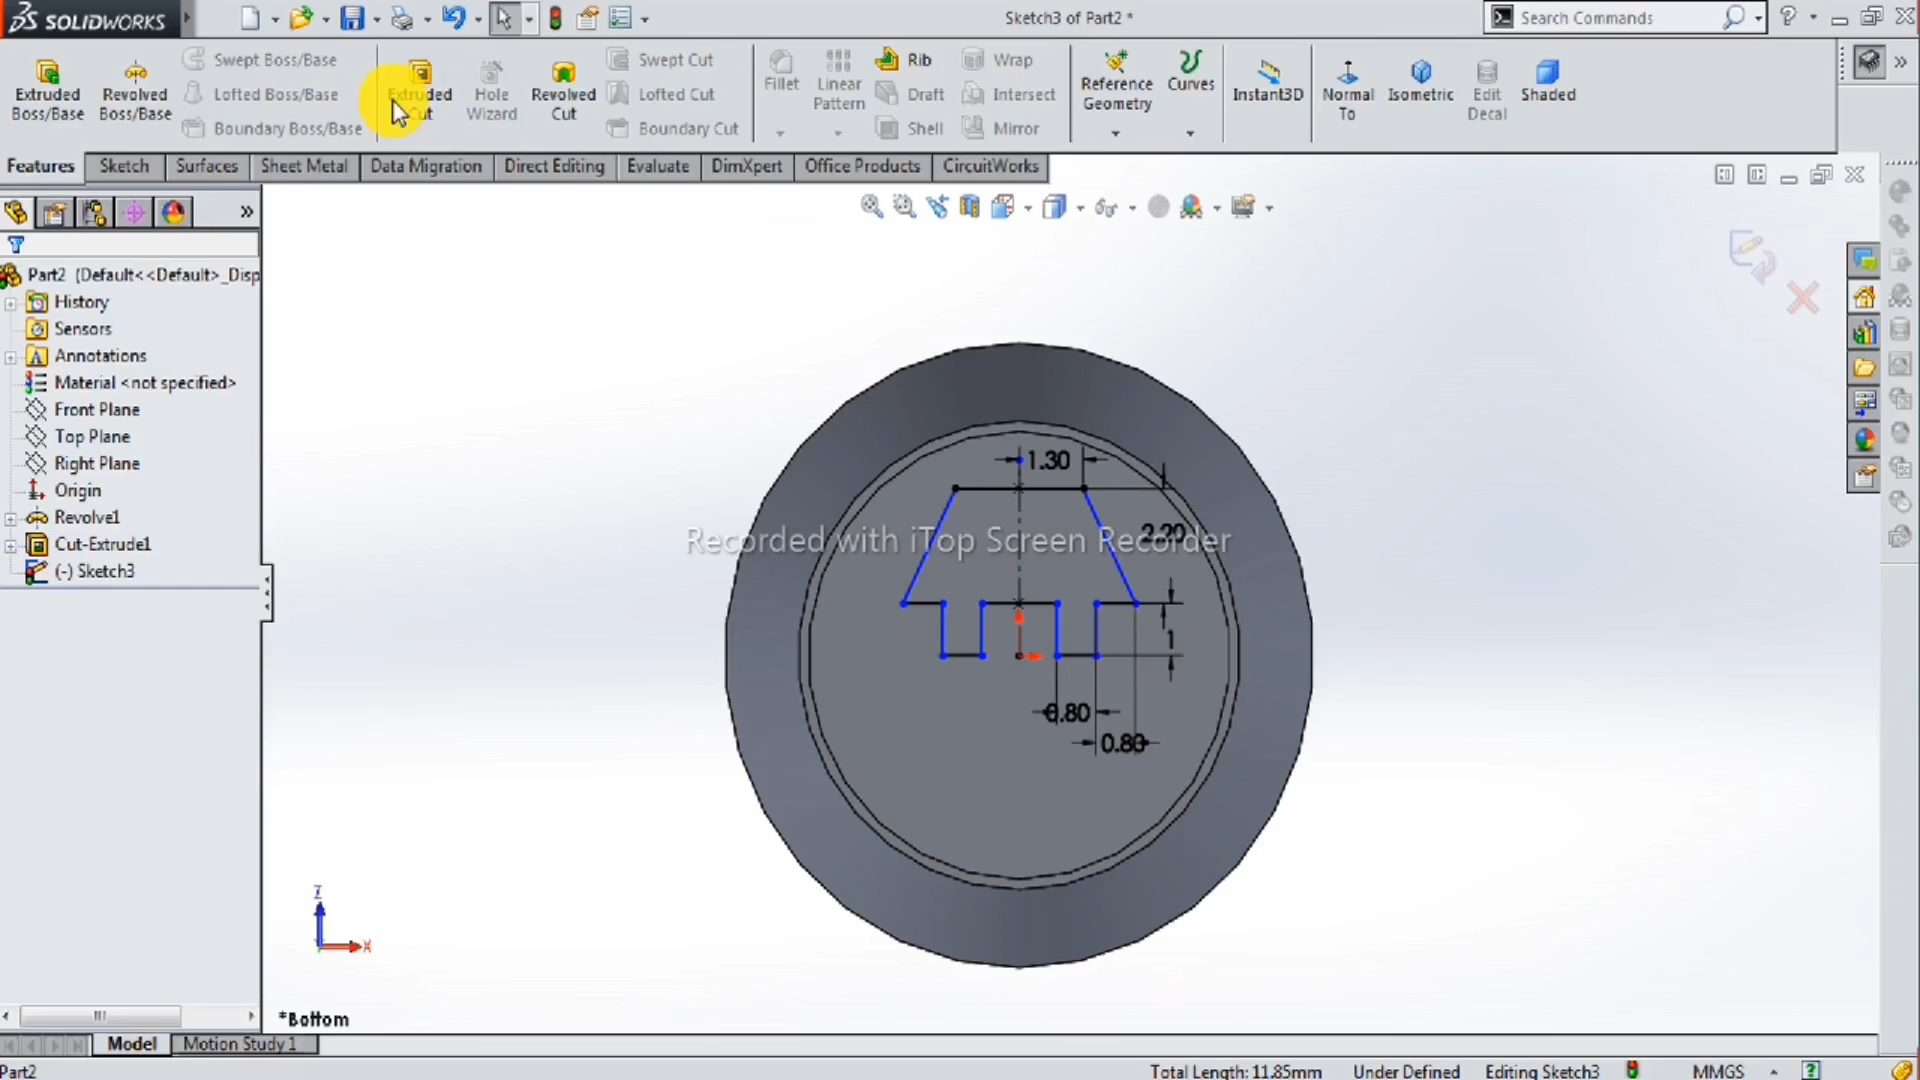 SOLIDWORKS
Sketch3 of Part2 *
Search Commands
Extruded Boss/Base
Revolved Boss/Base
Swept Boss/Base
Lofted Boss/Base
Boundary Boss/Base
Extruded Cut
Hole Wizard
Revolved Cut
Swept Cut
Lofted Cut
Boundary Cut
Fillet
Linear Pattern
Rib
Draft
Shell
Wrap
Intersect
Mirror
Reference Geometry
Curves
Instant3D
Normal To
Isometric
Edit Decal
Shaded
Features
Sketch
Surfaces
Sheet Metal
Data Migration
Direct Editing
Evaluate
DimXpert
Office Products
CircuitWorks
Part2 (Default<<Default>_Disp
History
Sensors
Annotations
Material <not specified>
Front Plane
Top Plane
Right Plane
Origin
Revolve1
Cut-Extrude1
(-) Sketch3
1.30
2.20
Recorded with iTop Screen Recorder
1
0.80
0.80
Z
X
*Bottom
Model
Motion Study 1
Part2
Total Length: 11.85mm
Under Defined
Editing Sketch3
MMGS